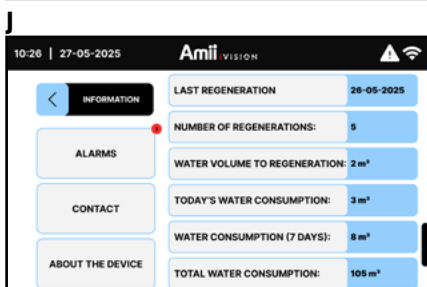 J
10:26 | 27-05-2025
Amii VISION
INFORMATION
LAST REGENERATION 26-05-2025
NUMBER OF REGENERATIONS: 5
1
ALARMS
WATER VOLUME TO REGENERATION: 2 m³
TODAY'S WATER CONSUMPTION: 3 m³
CONTACT
WATER CONSUMPTION (7 DAYS): 8 m³
ABOUT THE DEVICE
TOTAL WATER CONSUMPTION: 105 m³